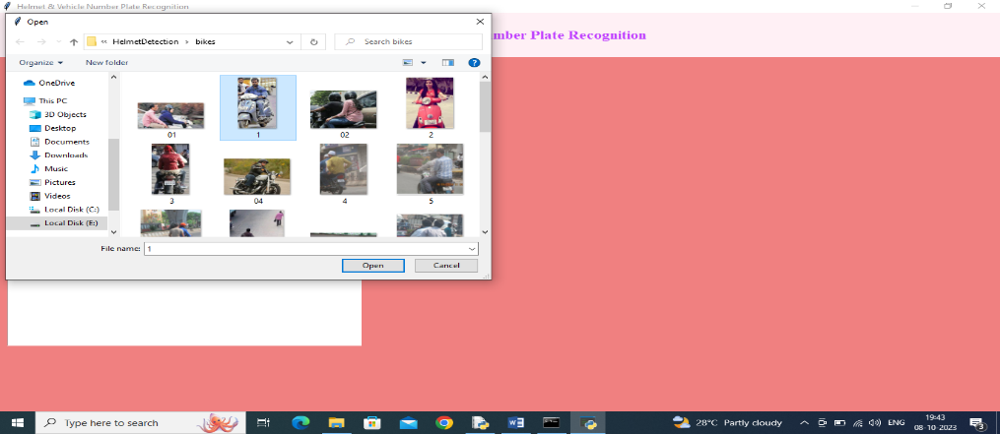 Helmet & Vehicle Number Plate Recognition
Open
mber Plate Recognition
« HelmetDetection › bikes
Search bikes
Organize
New folder
OneDrive
This PC
3D Objects
Desktop
Documents
Downloads
Music
Pictures
Videos
Local Disk (C:)
Local Disk (E:)
01
1
02
2
3
04
4
5
File name: 1
Open
Cancel
Type here to search
28°C Partly cloudy
ENG
19:43
08-10-2023
3